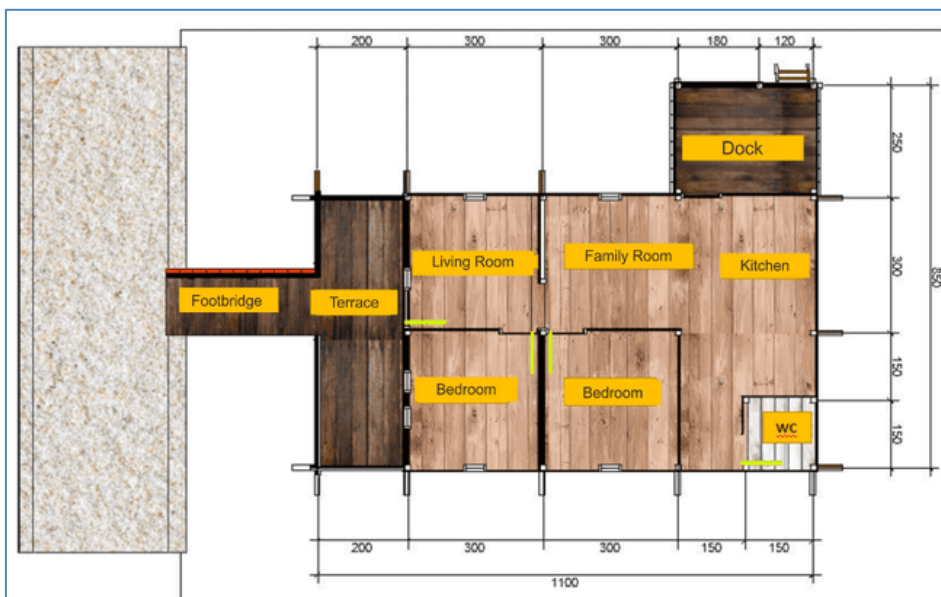 200
300
300
180
120
Dock
250
Living Room
Family Room
Kitchen
300
850
Footbridge
Terrace
Bedroom
Bedroom
150
WC
150
200
300
300
150
150
1100